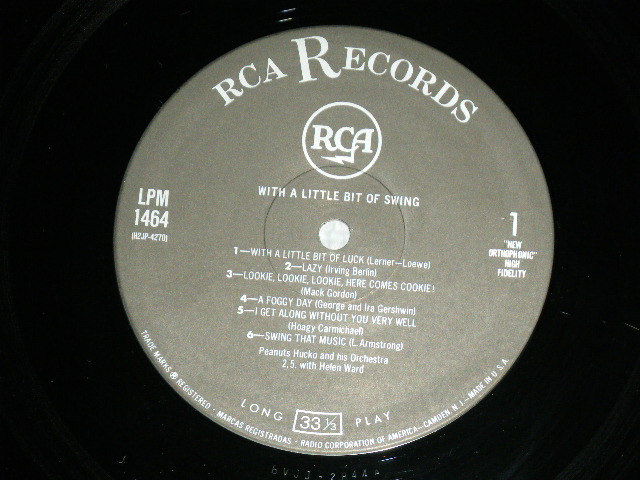 RCA RECORDS
RCA
WITH A LITTLE BIT OF SWING
LPM
1464
(H2JP-4270)
1
"NEW
ORTHOPHONIC"
HIGH
FIDELITY
1—WITH A LITTLE BIT OF LUCK (Lerner—Loewe)
2—LAZY (Irving Berlin)
3—LOOKIE, LOOKIE, LOOKIE, HERE COMES COOKIE!
(Mack Gordon)
4—A FOGGY DAY (George and Ira Gershwin)
5—I GET ALONG WITHOUT YOU VERY WELL
(Hoagy Carmichael)
6—SWING THAT MUSIC (L. Armstrong)
Peanuts Hucko and his Orchestra
2,5. with Helen Ward
LONG 33⅓ PLAY
TRADE MARKS ® REGISTERED · MARCAS REGISTRADAS · RADIO CORPORATION OF AMERICA—CAMDEN, N.J.—MADE IN U.S.A.